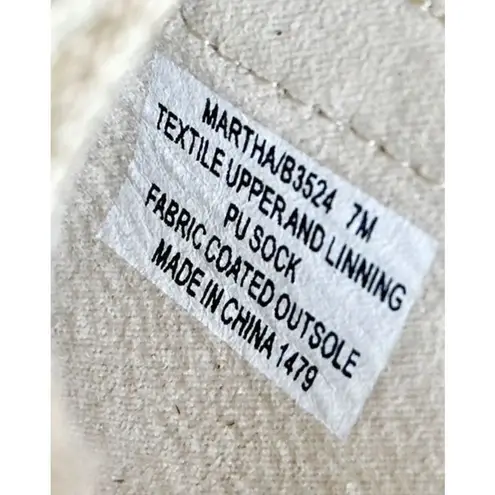 MARTHA/B3524 7M
TEXTILE UPPER AND LINNING
PU SOCK
FABRIC COATED OUTSOLE
MADE IN CHINA 1479